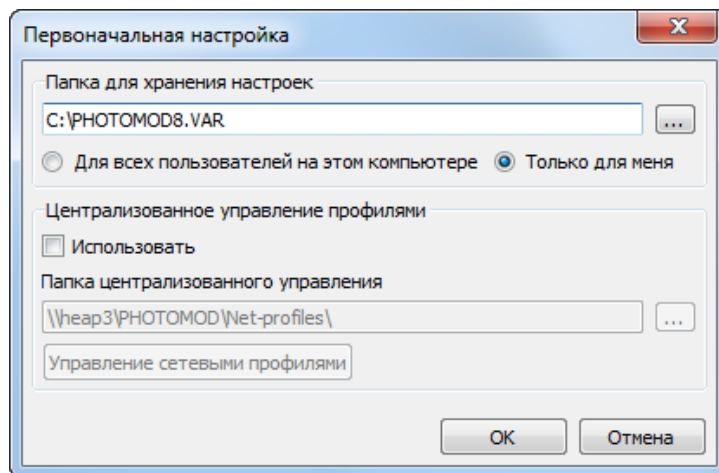 Первоначальная настройка
Папка для хранения настроек
C:\PHOTOMOD8.VAR
...
Для всех пользователей на этом компьютере Только для меня
Централизованное управление профилями
Использовать
Папка централизованного управления
\\heap3\PHOTOMOD\Net-profiles\
...
Управление сетевыми профилями
OK Отмена